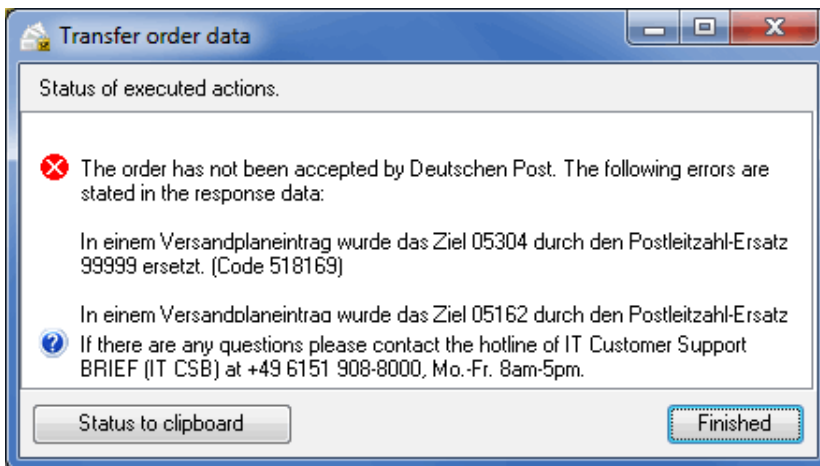 Transfer order data
Status of executed actions.
The order has not been accepted by Deutschen Post. The following errors are
stated in the response data:
In einem Versandplaneintrag wurde das Ziel 05304 durch den Postleitzahl-Ersatz
99999 ersetzt. (Code 518169)
In einem Versandplaneintrag wurde das Ziel 05162 durch den Postleitzahl-Ersatz
If there are any questions please contact the hotline of IT Customer Support
BRIEF (IT CSB) at +49 6151 908-8000, Mo.-Fr. 8am-5pm.
Status to clipboard
Finished